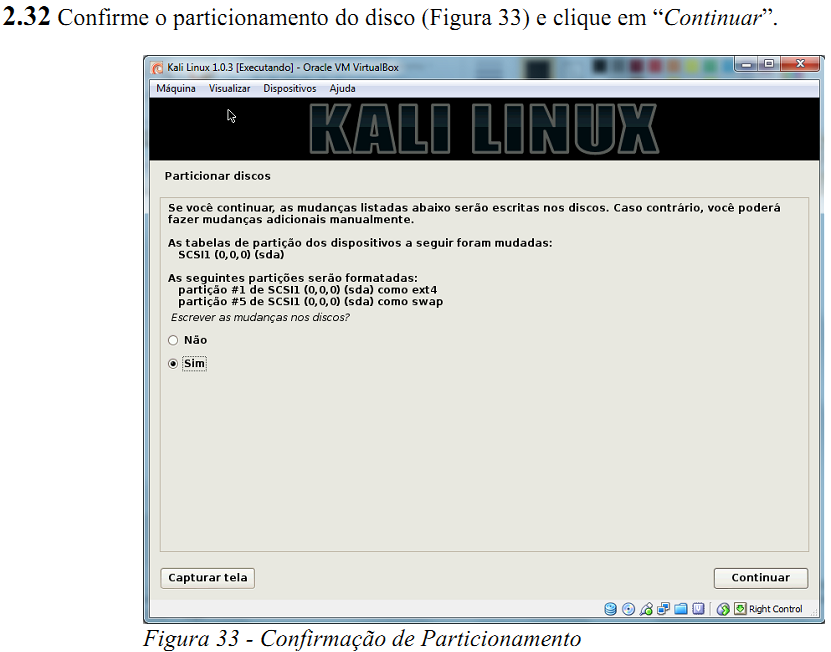 2.32 Confirme o particionamento do disco (Figura 33) e clique em “Continuar”.
Kali Linux 1.0.3 [Executando] - Oracle VM VirtualBox
Máquina Visualizar Dispositivos Ajuda
KALI LINUX
Particionar discos
Se você continuar, as mudanças listadas abaixo serão escritas nos discos. Caso contrário, você poderá
fazer mudanças adicionais manualmente.
As tabelas de partição dos dispositivos a seguir foram mudadas:
SCSI1 (0,0,0) (sda)
As seguintes partições serão formatadas:
partição #1 de SCSI1 (0,0,0) (sda) como ext4
partição #5 de SCSI1 (0,0,0) (sda) como swap
Escrever as mudanças nos discos?
Não
Sim
Capturar tela Continuar
Right Control
Figura 33 - Confirmação de Particionamento